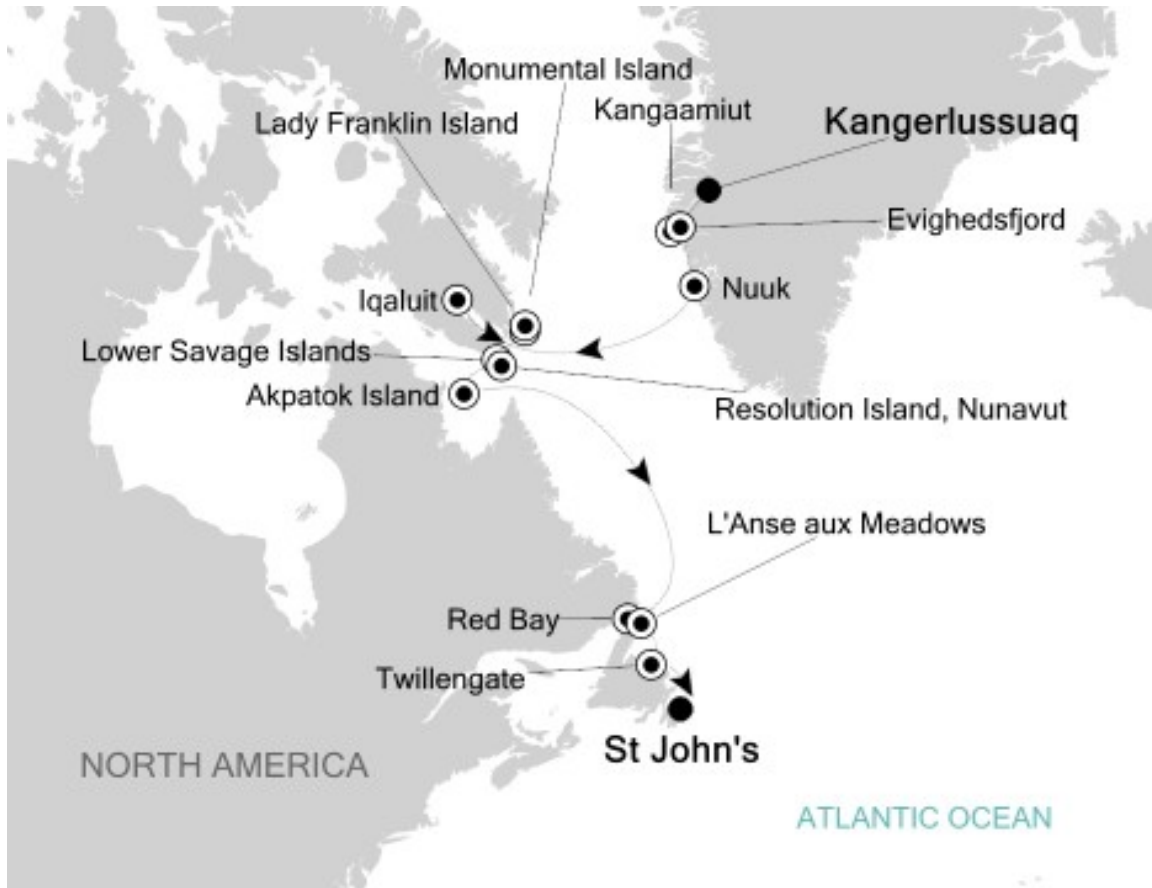 Monumental Island
Kangaamiut
Lady Franklin Island
Kangerlussuaq
Evighedsfjord
Iqaluit
Nuuk
Lower Savage Islands
Akpatok Island
Resolution Island, Nunavut
L'Anse aux Meadows
Red Bay
Twillengate
St John's
NORTH AMERICA
ATLANTIC OCEAN